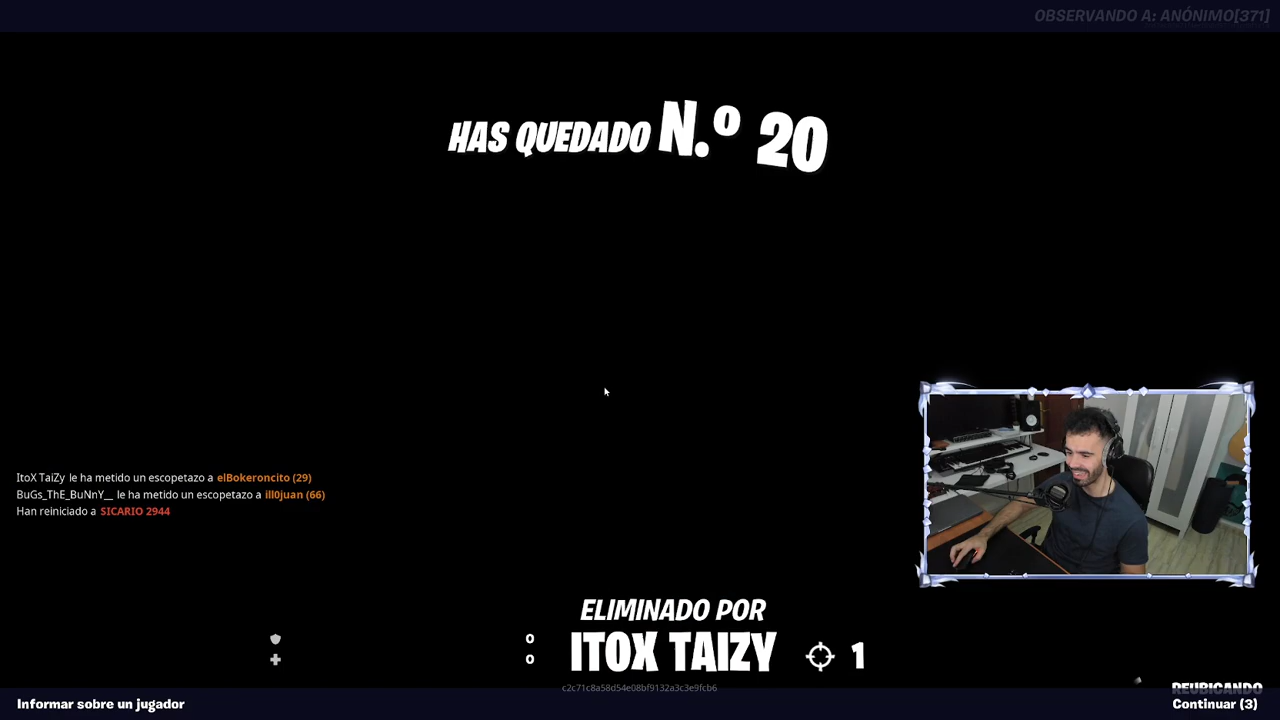 OBSERVANDO A: ANÓNIMO[371]
HAS QUEDADO N.º 20
ItoX TaiZy le ha metido un escopetazo a elBokeroncito (29)
BuGs_ThE_BuNnY__ le ha metido un escopetazo a ill0juan (66)
Han reiniciado a SICARIO 2944
ELIMINADO POR
0
0
ITOX TAIZY 1
c2c71c8a58d54e08bf9132a3c3e9fcb6
REUBICANDO
Informar sobre un jugador
Continuar (3)